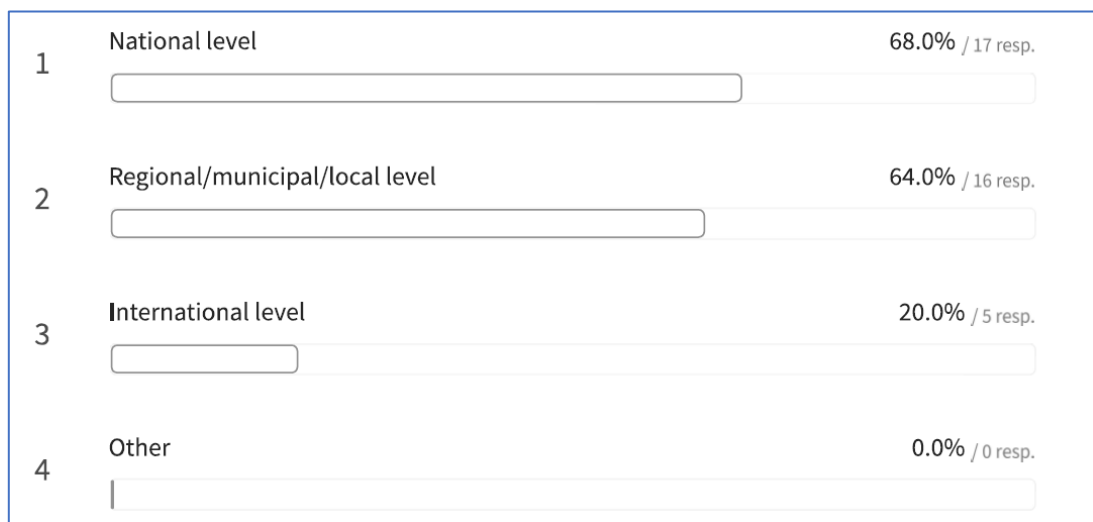 1 National level 68.0% / 17 resp.
2 Regional/municipal/local level 64.0% / 16 resp.
3 International level 20.0% / 5 resp.
4 Other 0.0% / 0 resp.